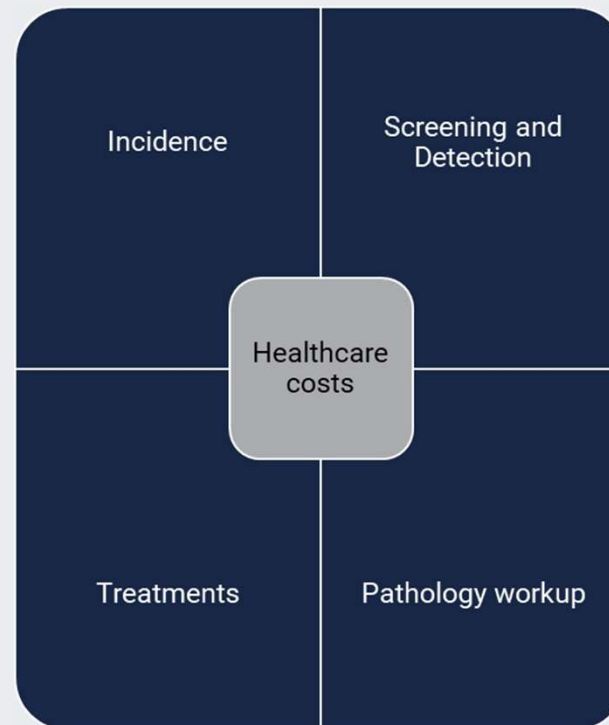 Incidence
Screening and
Detection
Healthcare
costs
Treatments
Pathology workup